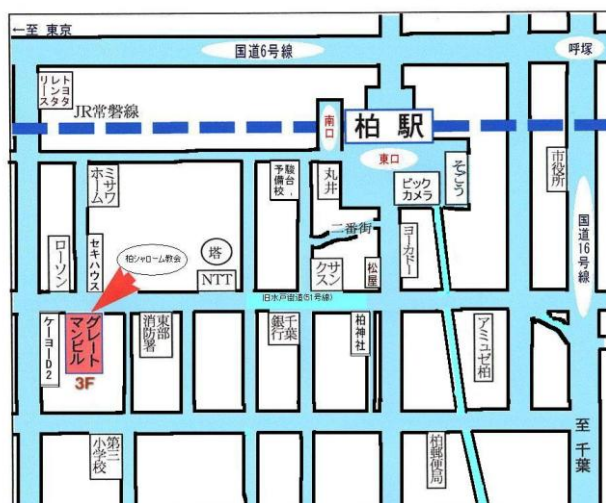 ←至 東京
国道6号線
呼塚
トヨタ
レンタ
リース
JR常磐線
南口
柏 駅
東口
そごう
市役所
ミサワ
ホーム
駿台
予備校
丸井
ビック
カメラ
国道16号線
ローソン
セキハウス
柏シャローム教会
塔
NTT
二番街
サン
クス
松屋
ヨーカドー
旧水戸街道(51号線)
ケーヨーD2
グレート
マンビル
3F
東部
消防署
千葉
銀行
柏神社
アミュゼ柏
第三
小学校
柏郵便局
至 千葉